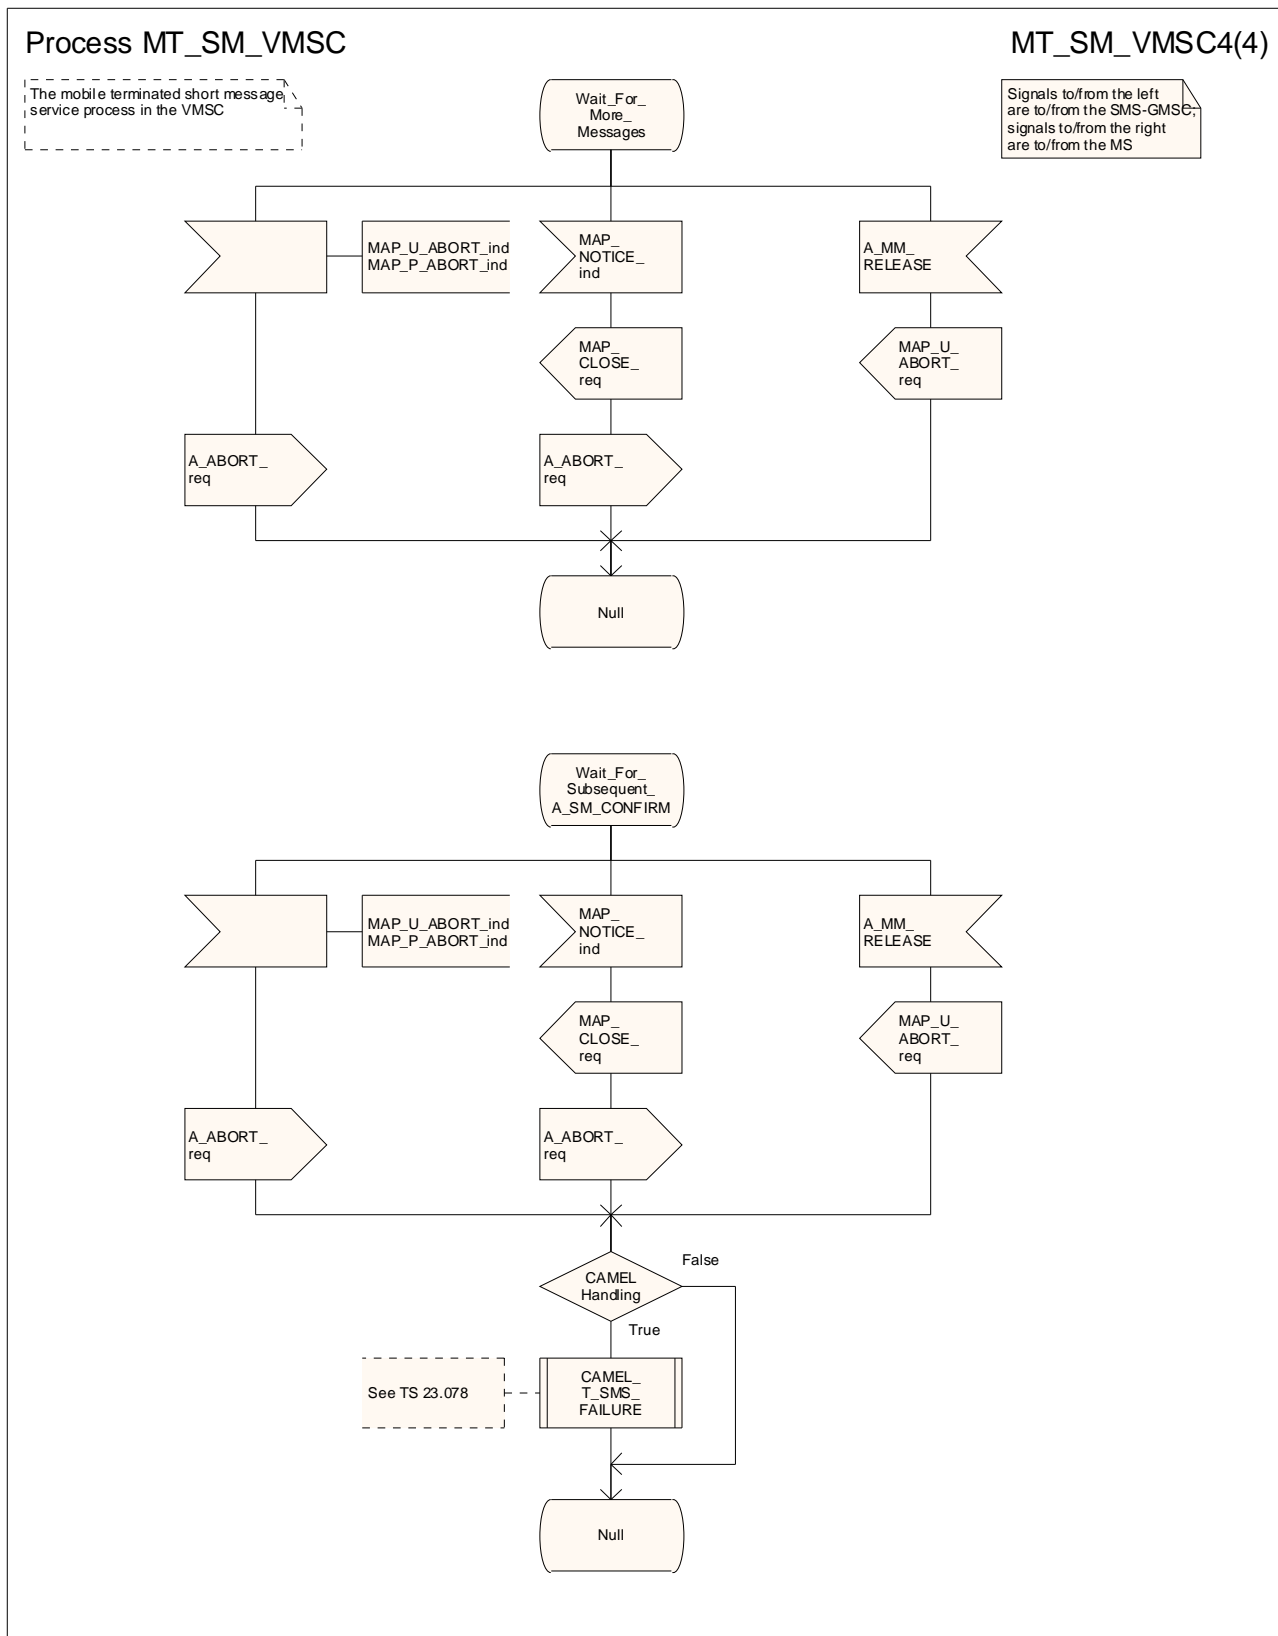 Process MT_SM_VMSC
MT_SM_VMSC4(4)
The mobile terminated short message
service process in the VMSC
Signals to/from the left
are to/from the SMS-GMSC;
signals to/from the right
are to/from the MS
Wait_For_
More_
Messages
MAP_U_ABORT_ind
MAP_P_ABORT_ind
MAP_
NOTICE_
ind
A_MM_
RELEASE
MAP_
CLOSE_
req
MAP_U_
ABORT_
req
A_ABORT_
req
A_ABORT_
req
Null
Wait_For_
Subsequent_
A_SM_CONFIRM
MAP_U_ABORT_ind
MAP_P_ABORT_ind
MAP_
NOTICE_
ind
A_MM_
RELEASE
MAP_
CLOSE_
req
MAP_U_
ABORT_
req
A_ABORT_
req
A_ABORT_
req
False
CAMEL
Handling
True
See TS 23.078
CAMEL_
T_SMS_
FAILURE
Null